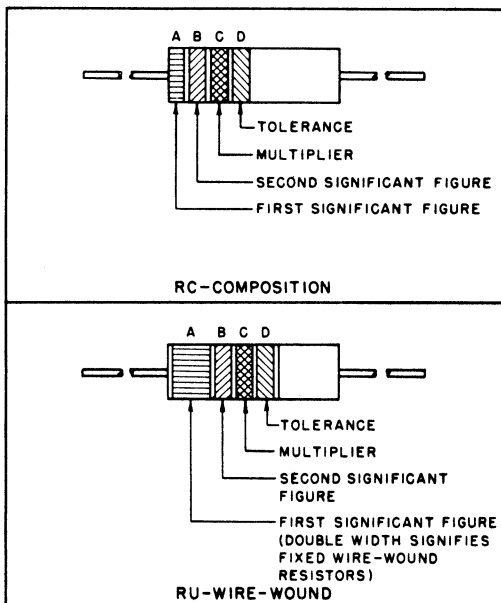 A B C D
TOLERANCE
MULTIPLIER
SECOND SIGNIFICANT FIGURE
FIRST SIGNIFICANT FIGURE
RC-COMPOSITION
A B C D
TOLERANCE
MULTIPLIER
SECOND SIGNIFICANT
FIGURE
FIRST SIGNIFICANT FIGURE
(DOUBLE WIDTH SIGNIFIES
FIXED WIRE-WOUND
RESISTORS)
RU-WIRE-WOUND